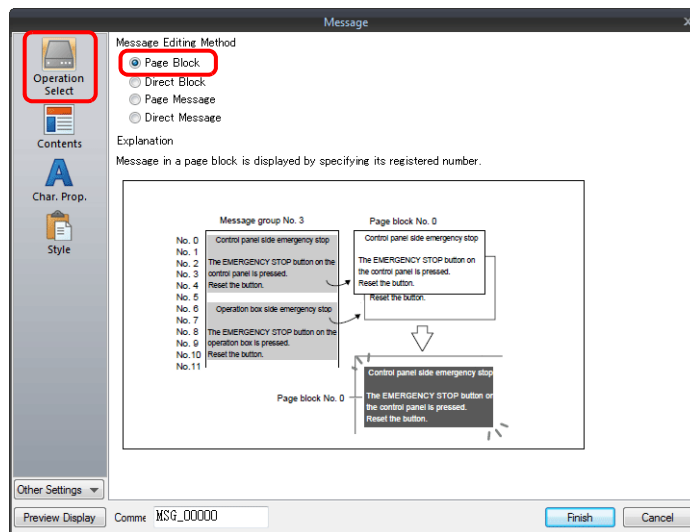 Message
Operation
Select
Contents
Char. Prop.
Style
Message Editing Method
Page Block
Direct Block
Page Message
Direct Message
Explanation
Message in a page block is displayed by specifying its registered number.
Message group No. 3
No. 0 Control panel side emergency stop
No. 1
No. 2 The EMERGENCY STOP button on the
No. 3 control panel is pressed.
No. 4 Reset the button.
No. 5
No. 6 Operation box side emergency stop
No. 7
No. 8 The EMERGENCY STOP button on the
No. 9 operation box is pressed.
No. 10 Reset the button.
No.11
Page block No. 0
Control panel side emergency stop
The EMERGENCY STOP button on
the control panel is pressed.
Reset the button.
Reset the button.
Page block No. 0
Control panel side emergency stop
The EMERGENCY STOP button or
the control panel is pressed.
Reset the button.
Other Settings
Preview Display
Comme MSG_00000
Finish
Cancel